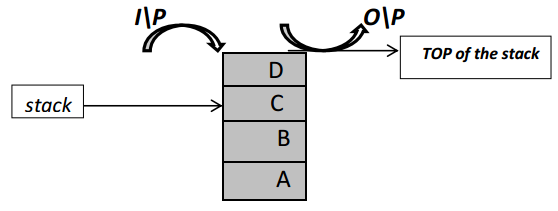 I\P
O\P
TOP of the stack
D
stack
C
B
A